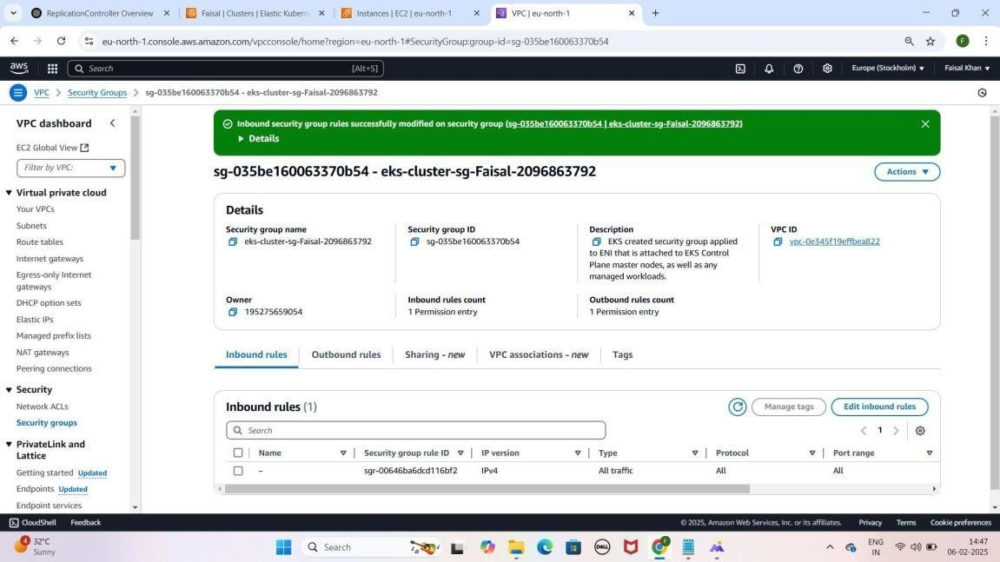 ReplicationController Overview
Faisal | Clusters | Elastic Kubern
Instances | EC2 | eu-north-1
VPC | eu-north-1
eu-north-1.console.aws.amazon.com/vpcconsole/home?region=eu-north-1#SecurityGroup:group-id=sg-035be160063370b54
F
aws
Search
[Alt+S]
Europe (Stockholm)
Faisal Khan
VPC
Security Groups
sg-035be160063370b54 - eks-cluster-sg-Faisal-2096863792
VPC dashboard
EC2 Global View
Filter by VPC:
Virtual private cloud
Your VPCs
Subnets
Route tables
Internet gateways
Egress-only Internet
gateways
DHCP option sets
Elastic IPs
Managed prefix lists
NAT gateways
Peering connections
Security
Network ACLs
Security groups
PrivateLink and
Lattice
Getting started Updated
Endpoints Updated
Endpoint services
Inbound security group rules successfully modified on security group (sg-035be160063370b54 | eks-cluster-sg-Faisal-2096863792)
Details
sg-035be160063370b54 - eks-cluster-sg-Faisal-2096863792
Actions
Details
Security group name
eks-cluster-sg-Faisal-2096863792
Security group ID
sg-035be160063370b54
Description
EKS created security group applied
to ENI that is attached to EKS Control
Plane master nodes, as well as any
managed workloads.
VPC ID
vpc-0e345f19effbea822
Owner
195275659054
Inbound rules count
1 Permission entry
Outbound rules count
1 Permission entry
Inbound rules
Outbound rules
Sharing - new
VPC associations - new
Tags
Inbound rules (1)
Manage tags
Edit inbound rules
Search
1
Name
Security group rule ID
IP version
Type
Protocol
Port range
–
sgr-00646ba6dcd116bf2
IPv4
All traffic
All
All
CloudShell
Feedback
© 2025, Amazon Web Services, Inc. or its affiliates.
Privacy
Terms
Cookie preferences
4
32°C
Sunny
Search
DELL
F
ENG
IN
14:47
06-02-2025